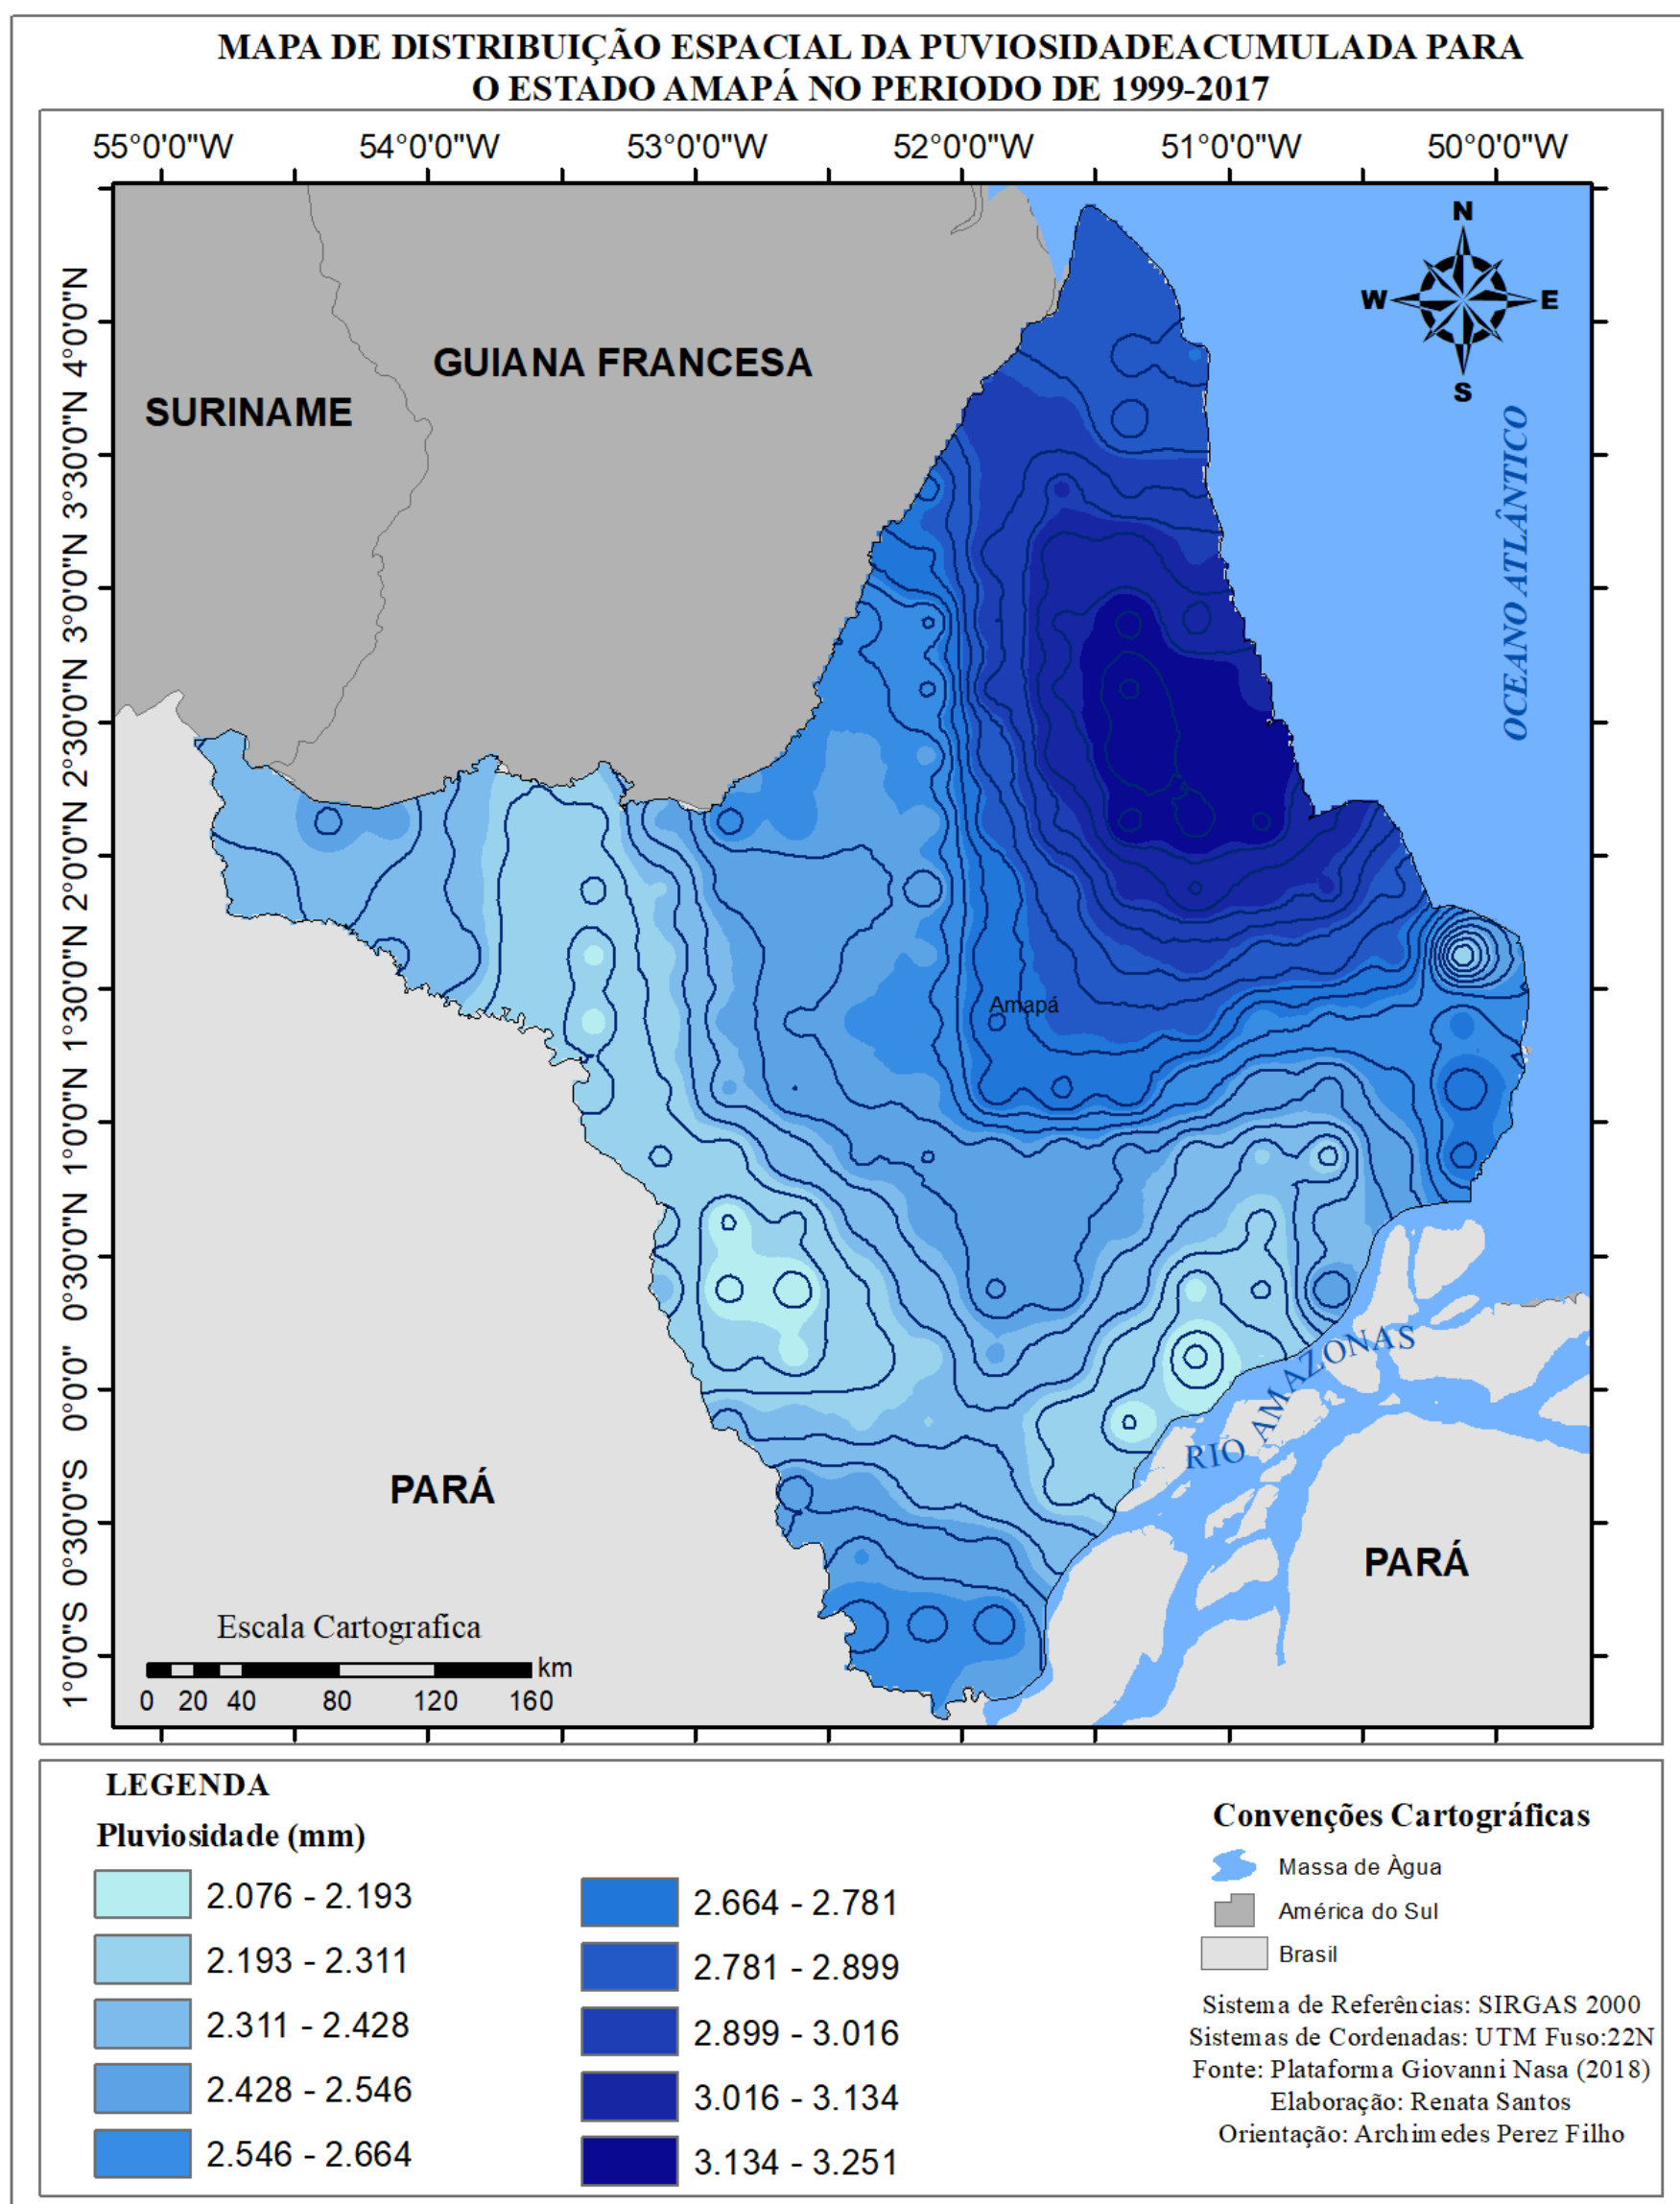 MAPA DE DISTRIBUIÇÃO ESPACIAL DA PUVIOSIDADEACUMULADA PARA
O ESTADO AMAPÁ NO PERIODO DE 1999-2017
55°0'0"W 54°0'0"W 53°0'0"W 52°0'0"W 51°0'0"W 50°0'0"W
4°0'0"N
3°30'0"N
3°0'0"N
2°30'0"N
2°0'0"N
1°30'0"N
1°0'0"N
0°30'0"N
0°0'0"
0°30'0"S
1°0'0"S
N
W E
S
GUIANA FRANCESA
SURINAME
OCEANO ATLÂNTICO
Amapá
RIO AMAZONAS
PARÁ
PARÁ
Escala Cartografica
km
0 20 40 80 120 160
LEGENDA
Pluviosidade (mm)
2.076 - 2.193
2.193 - 2.311
2.311 - 2.428
2.428 - 2.546
2.546 - 2.664
2.664 - 2.781
2.781 - 2.899
2.899 - 3.016
3.016 - 3.134
3.134 - 3.251
Convenções Cartográficas
Massa de Àgua
América do Sul
Brasil
Sistema de Referências: SIRGAS 2000
Sistemas de Cordenadas: UTM Fuso:22N
Fonte: Plataforma Giovanni Nasa (2018)
Elaboração: Renata Santos
Orientação: Archimedes Perez Filho